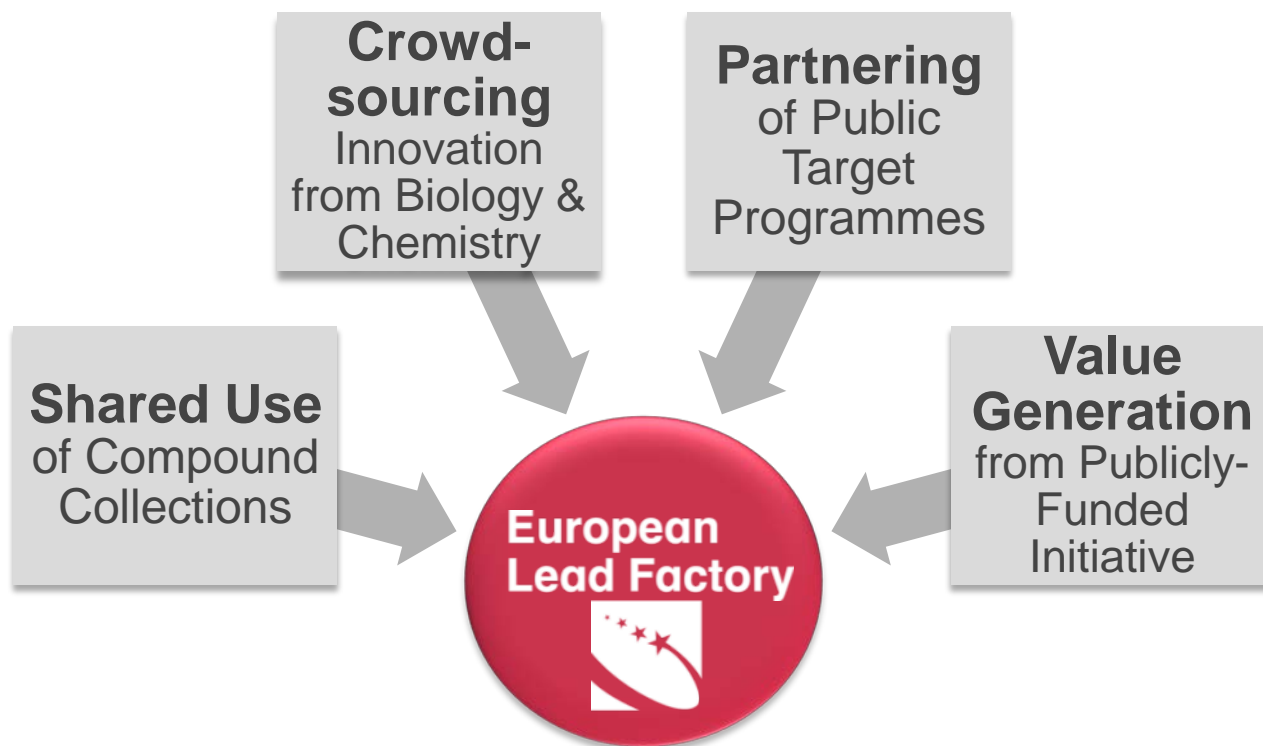 Crowd-
sourcing
Innovation
from Biology &
Chemistry
Partnering
of Public
Target
Programmes
Shared Use
of Compound
Collections
Value
Generation
from Publicly-
Funded
Initiative
European
Lead Factory